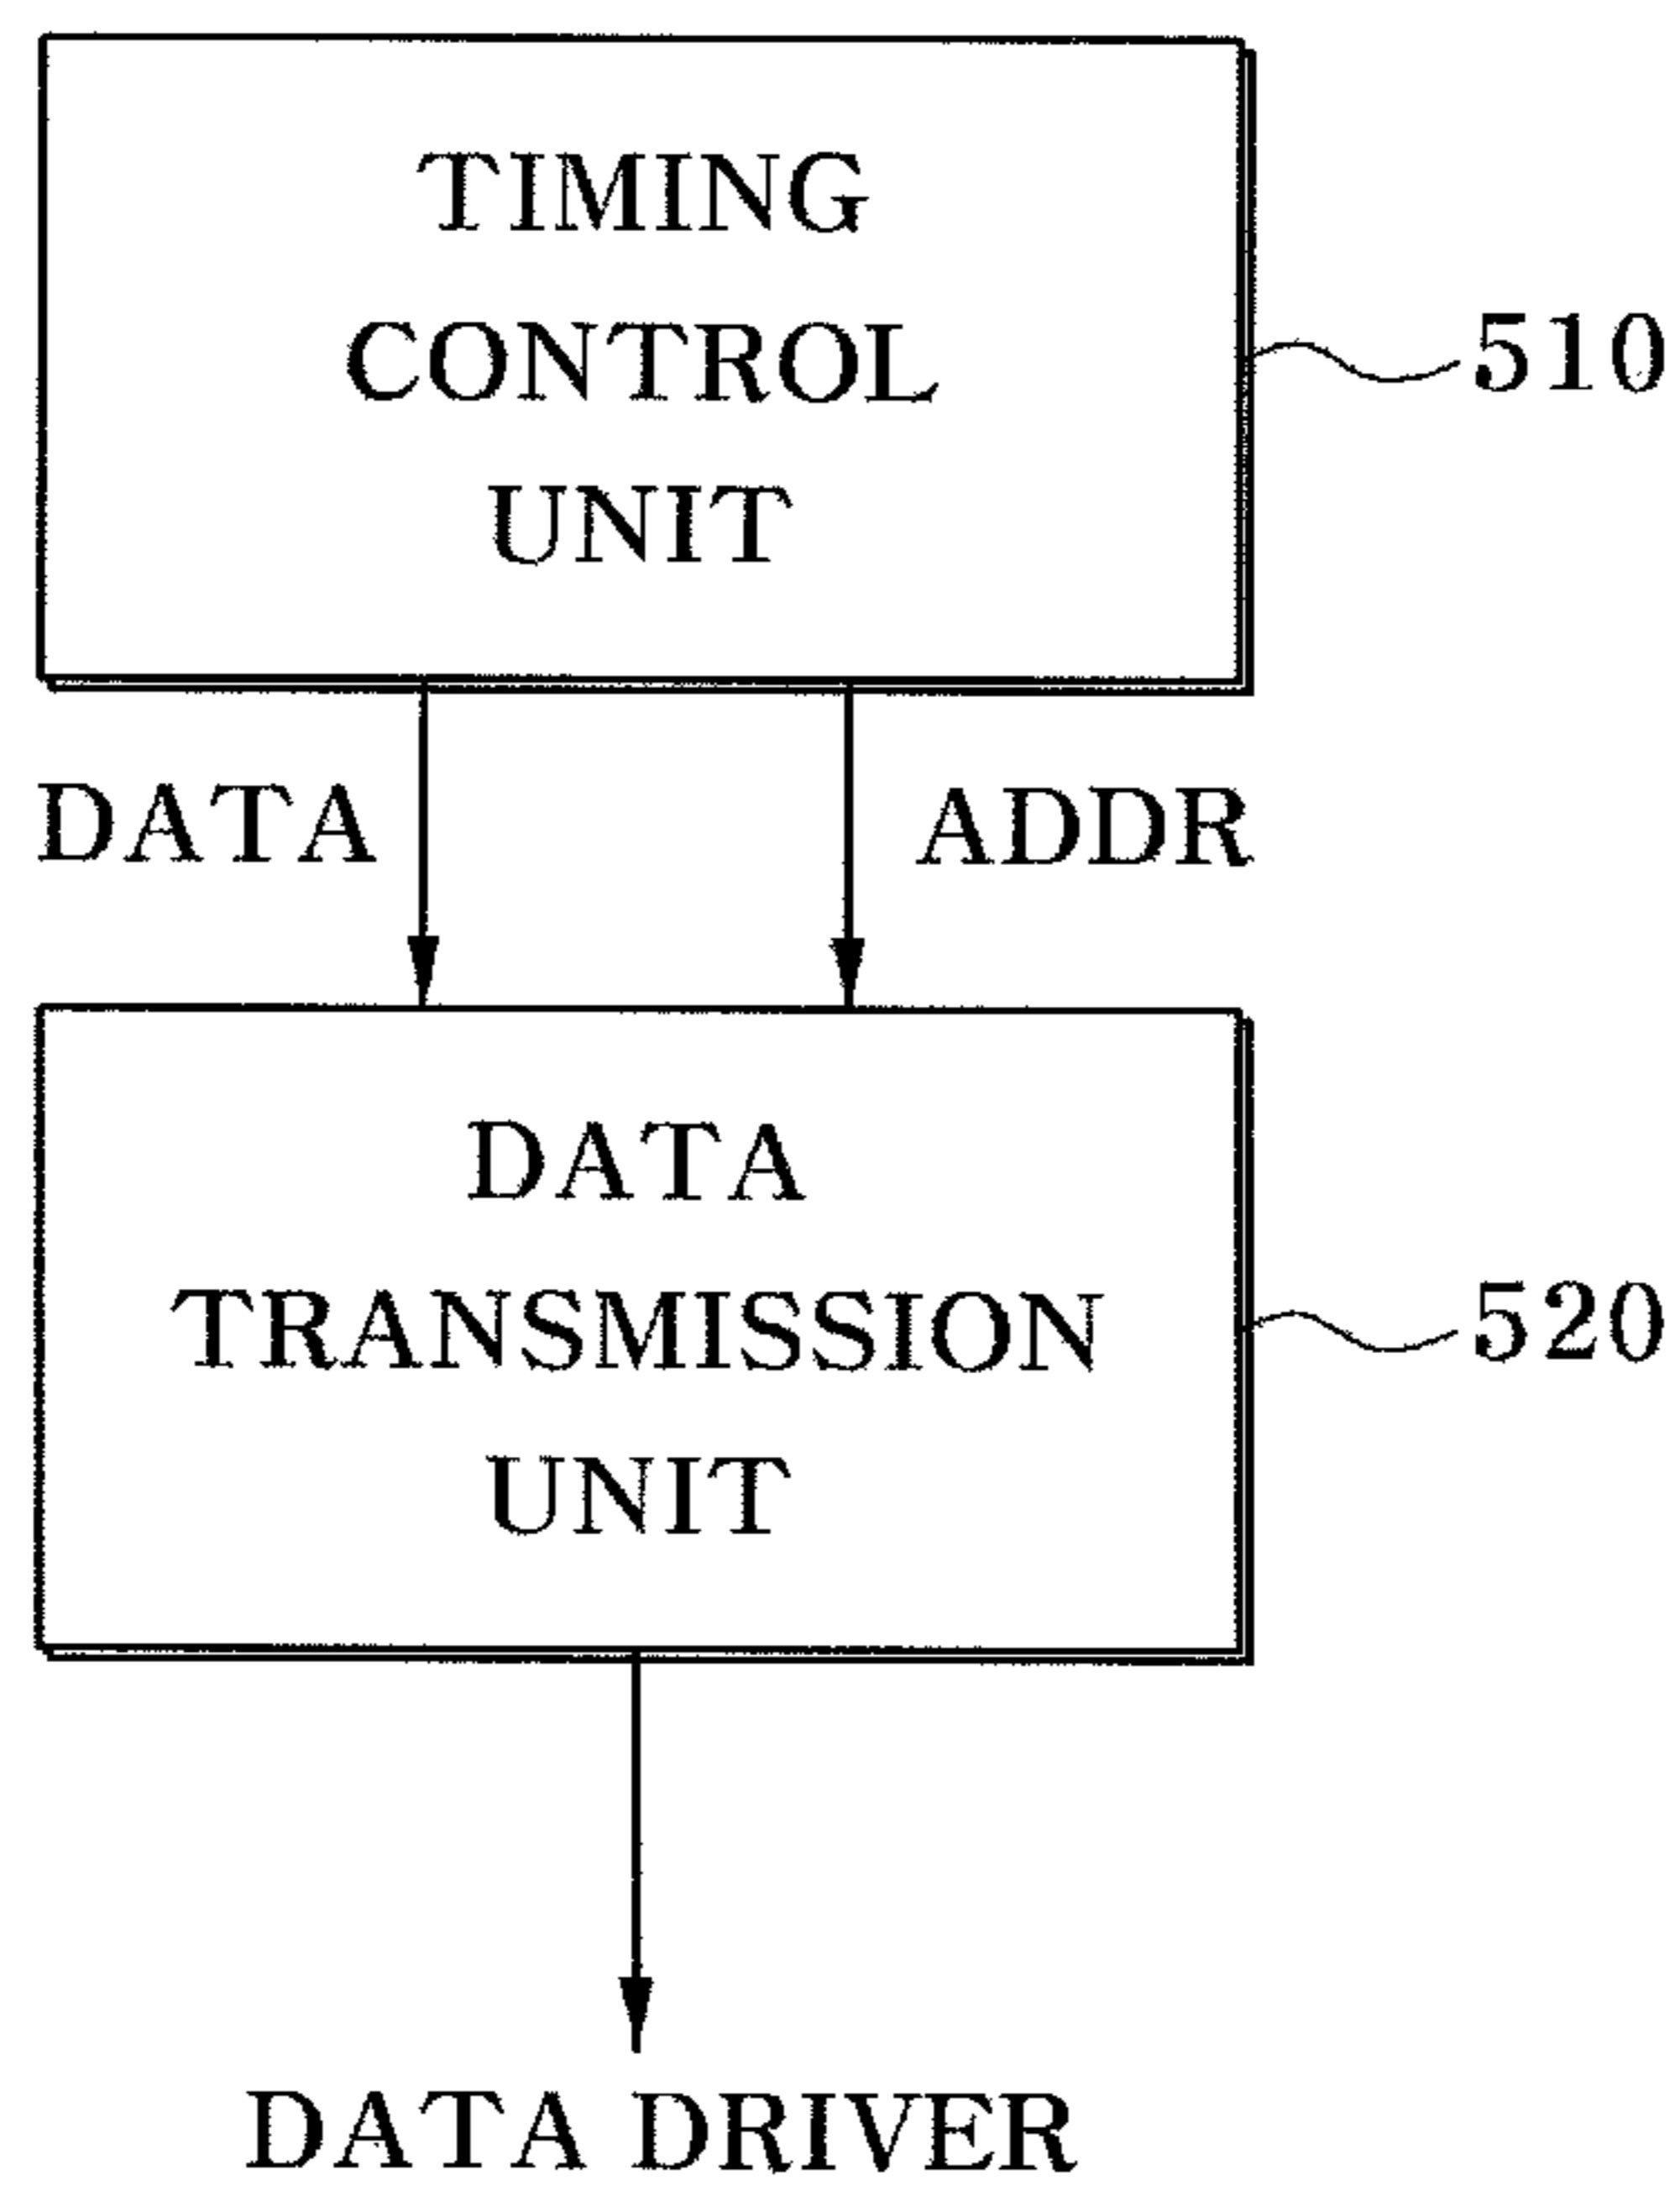 TIMING
CONTROL
UNIT
510
DATA
ADDR
DATA
TRANSMISSION
UNIT
520
DATA DRIVER